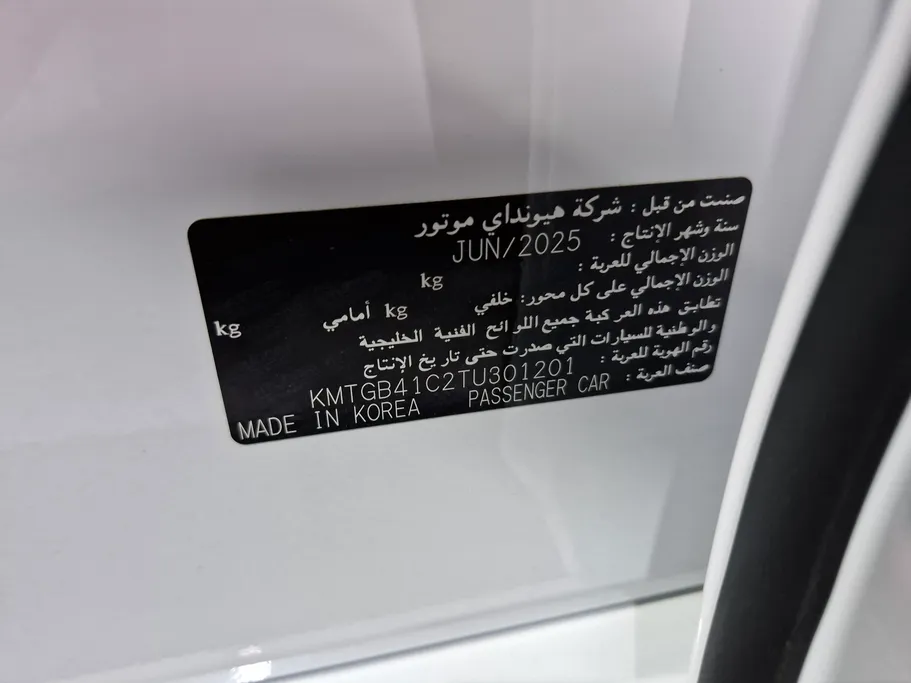 صنعت من قبل : شركة هيونداي موتور
سنة وشهر الإنتاج : JUN/2025
الوزن الإجمالي للعربة : kg
الوزن الإجمالي على كل محور: خلفي kg أمامي kg
تطابق هذه العركبة جميع اللوائح الفنية الخليجية
والوطنية للسيارات التي صدرت حتى تاريخ الإنتاج
رقم الهوية للعربة : KMTGB41C2TU301201
صنف العربة : PASSENGER CAR MADE IN KOREA